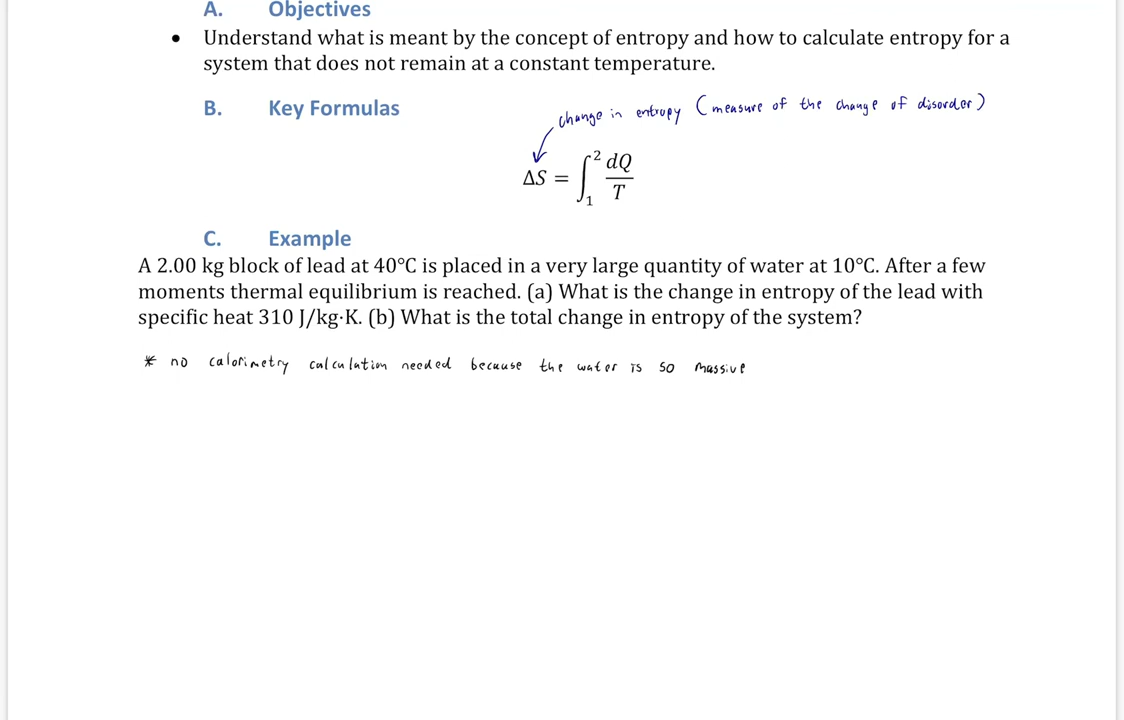 A. Objectives
• Understand what is meant by the concept of entropy and how to calculate entropy for a
system that does not remain at a constant temperature.
B. Key Formulas
change in entropy (measure of the change of disorder)
ΔS = ∫₁² dQ/T
C. Example
A 2.00 kg block of lead at 40°C is placed in a very large quantity of water at 10°C. After a few
moments thermal equilibrium is reached. (a) What is the change in entropy of the lead with
specific heat 310 J/kg·K. (b) What is the total change in entropy of the system?
* no calorimetry calculation needed because the water is so massive